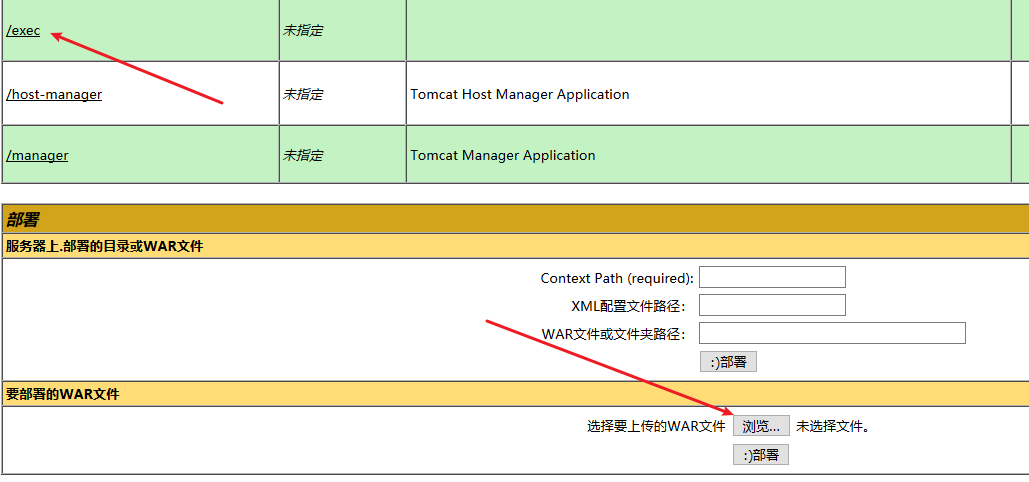 /exec 未指定
/host-manager 未指定 Tomcat Host Manager Application
/manager 未指定 Tomcat Manager Application
部署
服务器上.部署的目录或WAR文件
Context Path (required):
XML配置文件路径：
WAR文件或文件夹路径：
:)部署
要部署的WAR文件
选择要上传的WAR文件 浏览... 未选择文件。
:)部署